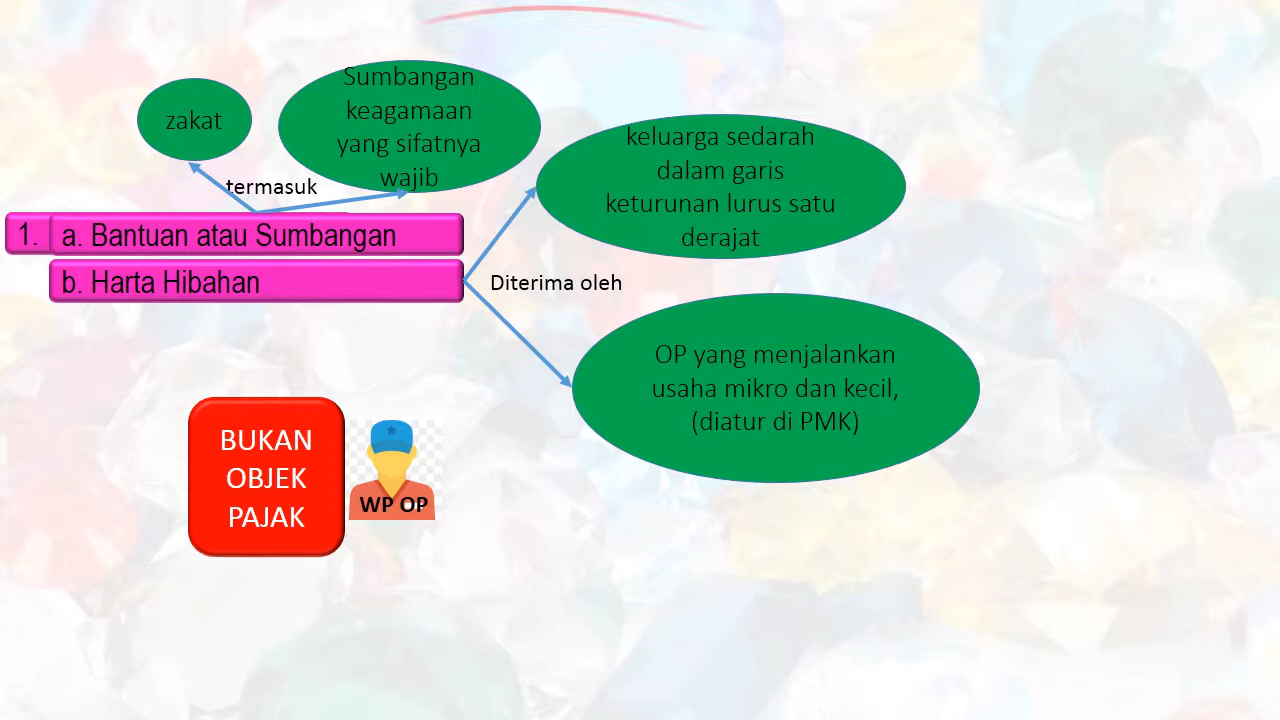 zakat
Sumbangan
keagamaan
yang sifatnya
wajib
termasuk
keluarga sedarah
dalam garis
keturunan lurus satu
derajat
1. a. Bantuan atau Sumbangan
b. Harta Hibahan
Diterima oleh
OP yang menjalankan
usaha mikro dan kecil,
(diatur di PMK)
BUKAN
OBJEK
PAJAK
WP OP